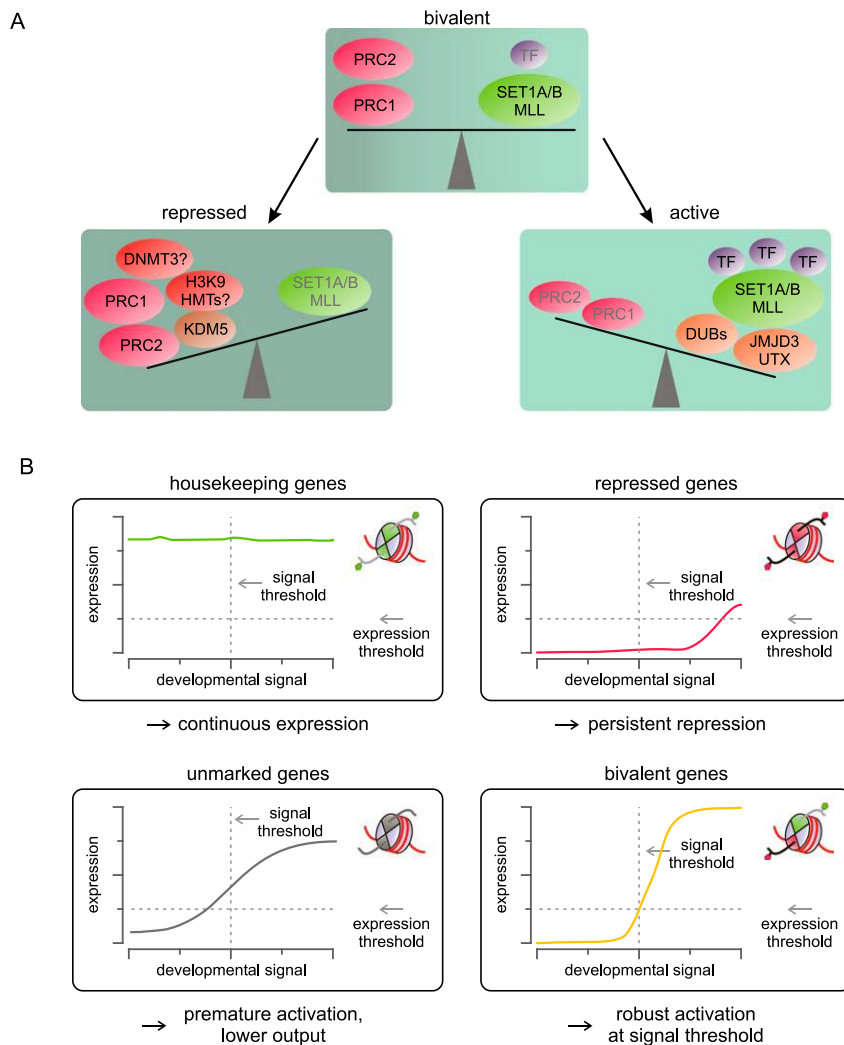 A
bivalent
PRC2
TF
PRC1
SET1A/B
MLL
repressed
active
DNMT3?
H3K9
HMTs?
PRC1
KDM5
PRC2
SET1A/B
MLL
TF
TF
TF
PRC2
PRC1
SET1A/B
MLL
DUBs
JMJD3
UTX
B
housekeeping genes
expression
signal
threshold
expression
threshold
developmental signal
→ continuous expression
repressed genes
expression
signal
threshold
expression
threshold
developmental signal
→ persistent repression
unmarked genes
expression
signal
threshold
expression
threshold
developmental signal
→ premature activation,
lower output
bivalent genes
expression
signal
threshold
expression
threshold
developmental signal
→ robust activation
at signal threshold